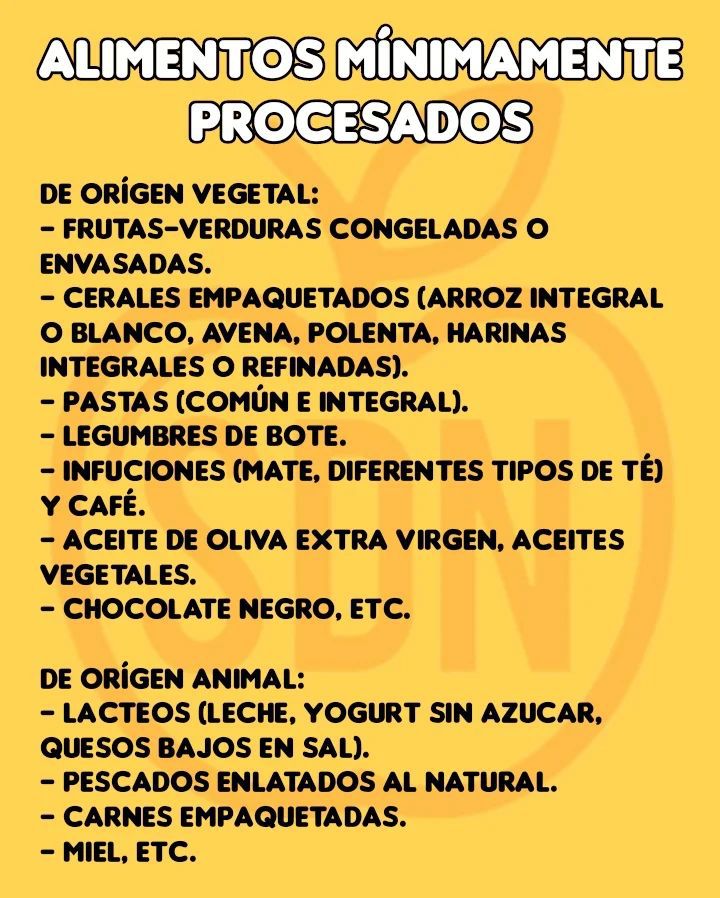 ALIMENTOS MÍNIMAMENTE
PROCESADOS
DE ORÍGEN VEGETAL:
- FRUTAS-VERDURAS CONGELADAS O
ENVASADAS.
- CERALES EMPAQUETADOS (ARROZ INTEGRAL
O BLANCO, AVENA, POLENTA, HARINAS
INTEGRALES O REFINADAS).
- PASTAS (COMÚN E INTEGRAL).
- LEGUMBRES DE BOTE.
- INFUCIONES (MATE, DIFERENTES TIPOS DE TÉ)
Y CAFÉ.
- ACEITE DE OLIVA EXTRA VIRGEN, ACEITES
VEGETALES.
- CHOCOLATE NEGRO, ETC.
DE ORÍGEN ANIMAL:
- LACTEOS (LECHE, YOGURT SIN AZUCAR,
QUESOS BAJOS EN SAL).
- PESCADOS ENLATADOS AL NATURAL.
- CARNES EMPAQUETADAS.
- MIEL, ETC.
SDN